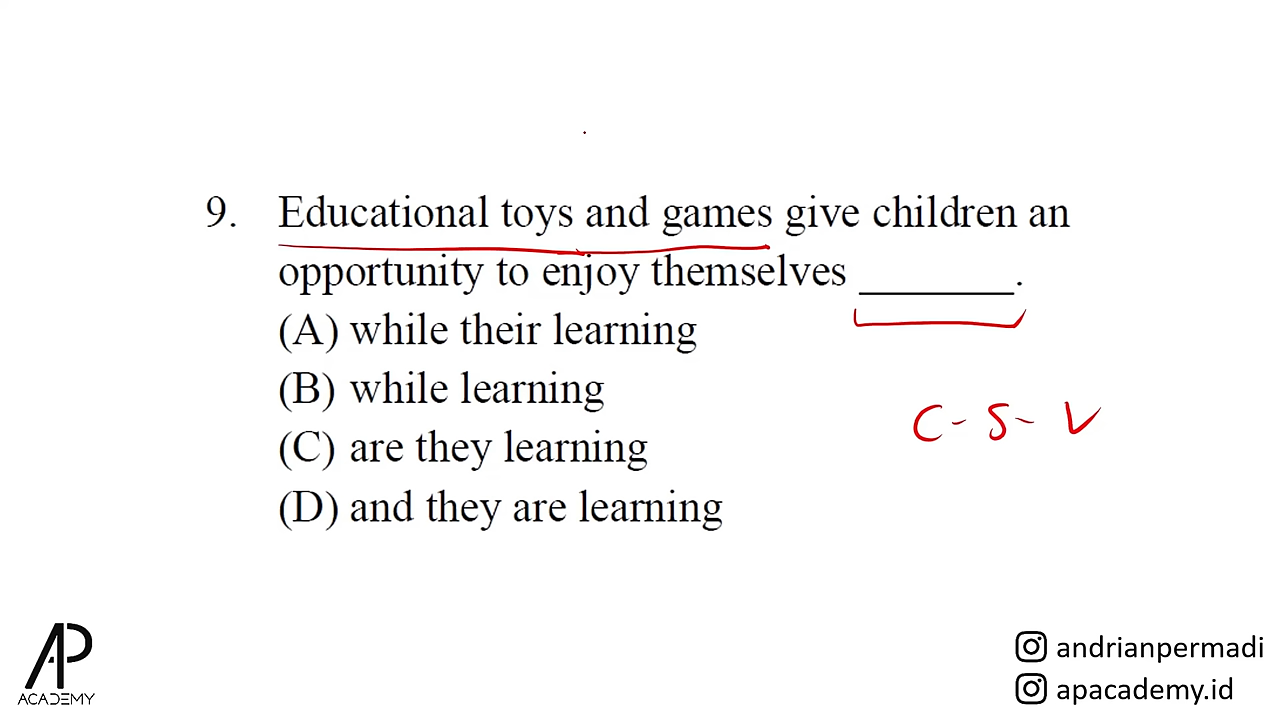 9. Educational toys and games give children an
opportunity to enjoy themselves ________.
(A) while their learning
(B) while learning
(C) are they learning
(D) and they are learning
C - S - V
AP
ACADEMY
andrianpermadi
apacademy.id